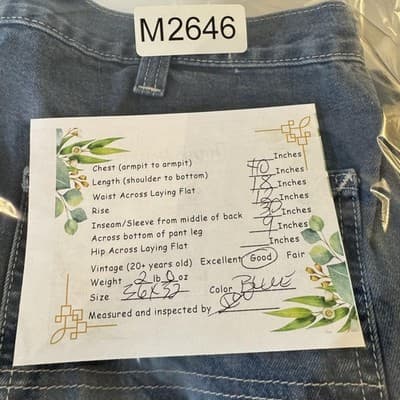 M2646
Chest (armpit to armpit) ___ Inches
Length (shoulder to bottom) 40 Inches
Waist Across Laying Flat 18 Inches
Rise Inches
Inseam/Sleeve from middle of back 30 Inches
Across bottom of pant leg 9 Inches
Hip Across Laying Flat ___ Inches
Vintage (20+ years old) Excellent Good Fair
Weight 2 lb 0 oz Color Blue
Size 36x32
Measured and inspected by